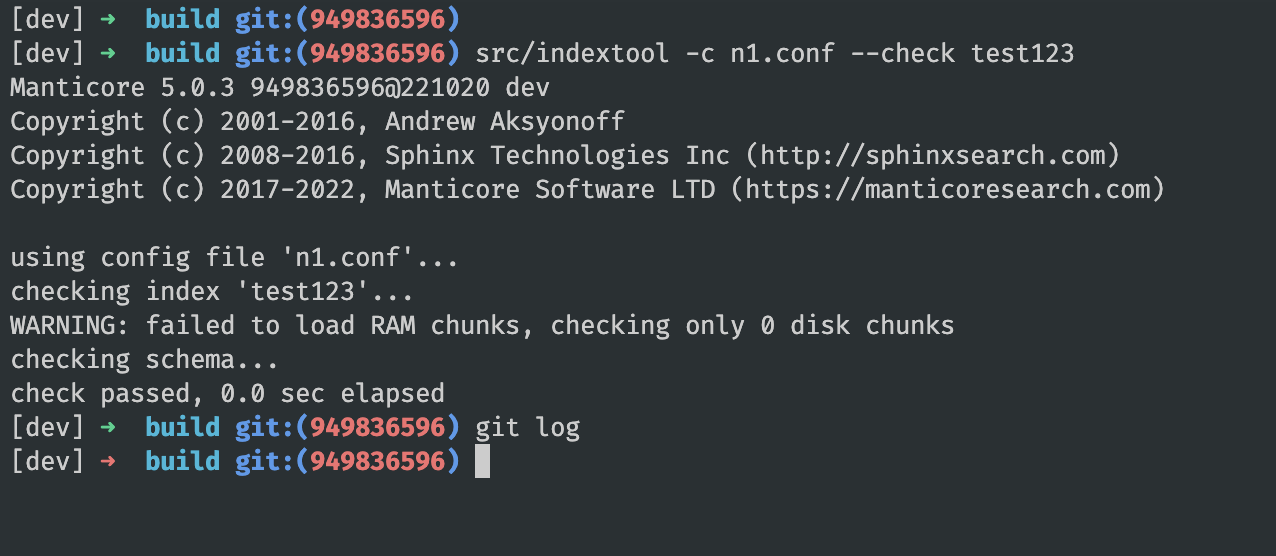 [dev] → build git:(949836596)
[dev] → build git:(949836596) src/indextool -c n1.conf --check test123
Manticore 5.0.3 949836596@221020 dev
Copyright (c) 2001-2016, Andrew Aksyonoff
Copyright (c) 2008-2016, Sphinx Technologies Inc (http://sphinxsearch.com)
Copyright (c) 2017-2022, Manticore Software LTD (https://manticoresearch.com)
using config file 'n1.conf'...
checking index 'test123'...
WARNING: failed to load RAM chunks, checking only 0 disk chunks
checking schema...
check passed, 0.0 sec elapsed
[dev] → build git:(949836596) git log
[dev] → build git:(949836596)